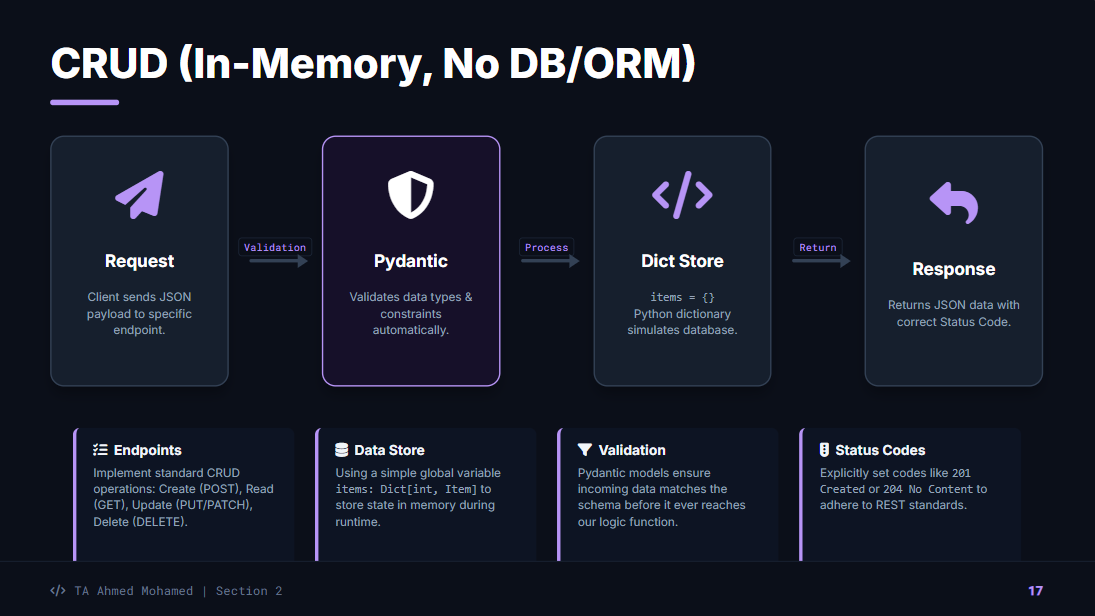 CRUD (In-Memory, No DB/ORM)
Request
Client sends JSON
payload to specific
endpoint.
Validation
Pydantic
Validates data types &
constraints
automatically.
Process
Dict Store
items = {}
Python dictionary
simulates database.
Return
Response
Returns JSON data with
correct Status Code.
Endpoints
Implement standard CRUD
operations: Create (POST), Read
(GET), Update (PUT/PATCH),
Delete (DELETE).
Data Store
Using a simple global variable
items: Dict[int, Item] to
store state in memory during
runtime.
Validation
Pydantic models ensure
incoming data matches the
schema before it ever reaches
our logic function.
Status Codes
Explicitly set codes like 201
Created or 204 No Content to
adhere to REST standards.
</> TA Ahmed Mohamed | Section 2
17